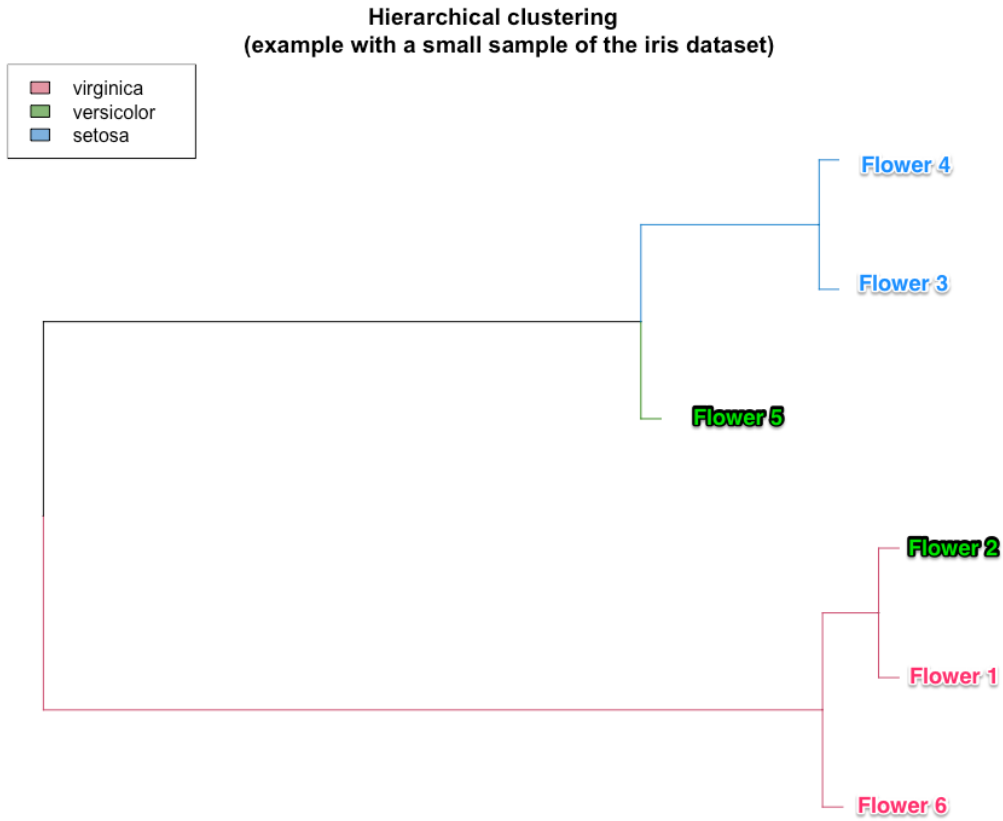 Hierarchical clustering
(example with a small sample of the iris dataset)
virginica
versicolor
setosa
Flower 4
Flower 3
Flower 5
Flower 2
Flower 1
Flower 6